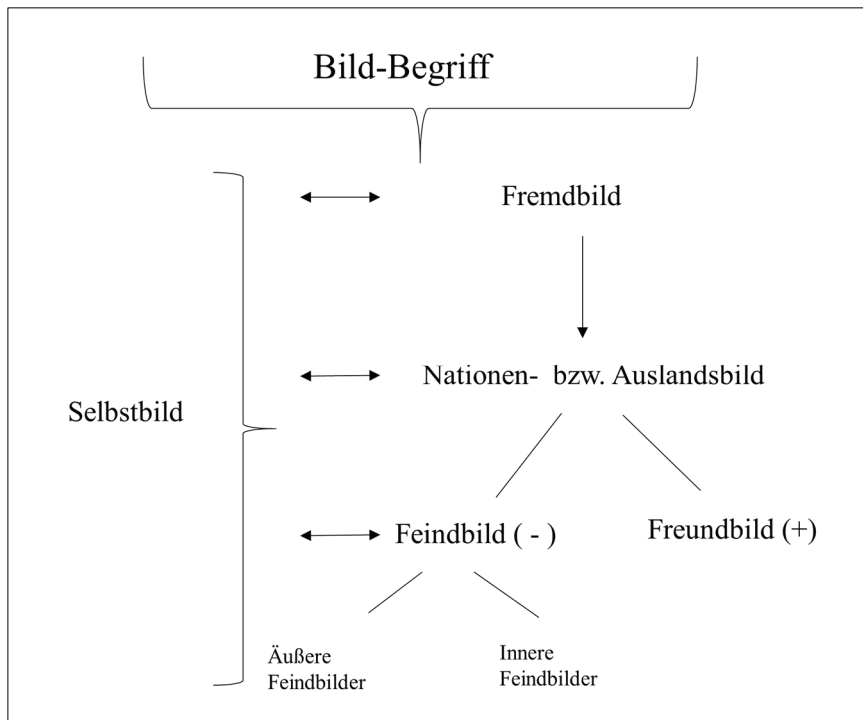 Bild-Begriff
Fremdbild
Nationen- bzw. Auslandsbild
Selbstbild
Feindbild ( - )
Freundbild (+)
Äußere
Feindbilder
Innere
Feindbilder